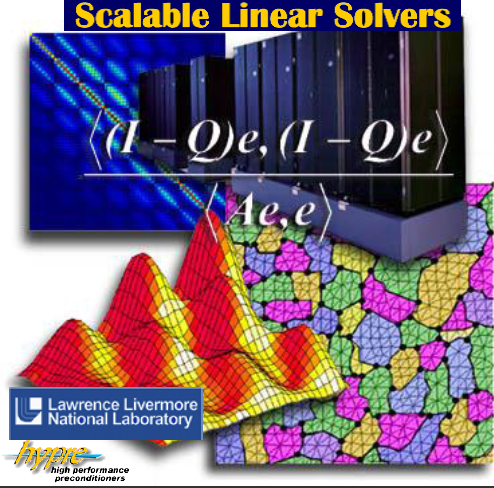 Scalable Linear Solvers
⟨(I – Q)e, (I – Q)e⟩
⟨Ae,e⟩
Lawrence Livermore
National Laboratory
hypre
high performance
preconditioners